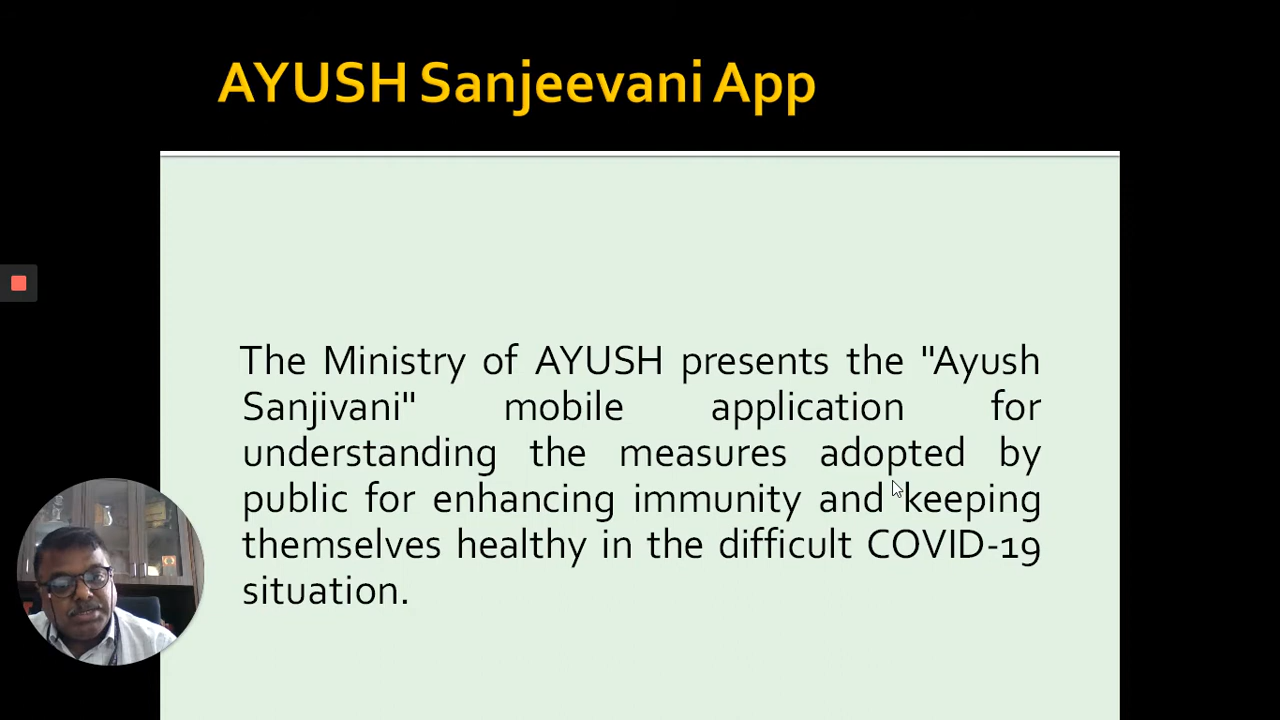 AYUSH Sanjeevani App
The Ministry of AYUSH presents the "Ayush
Sanjivani" mobile application for
understanding the measures adopted by
public for enhancing immunity and keeping
themselves healthy in the difficult COVID-19
situation.